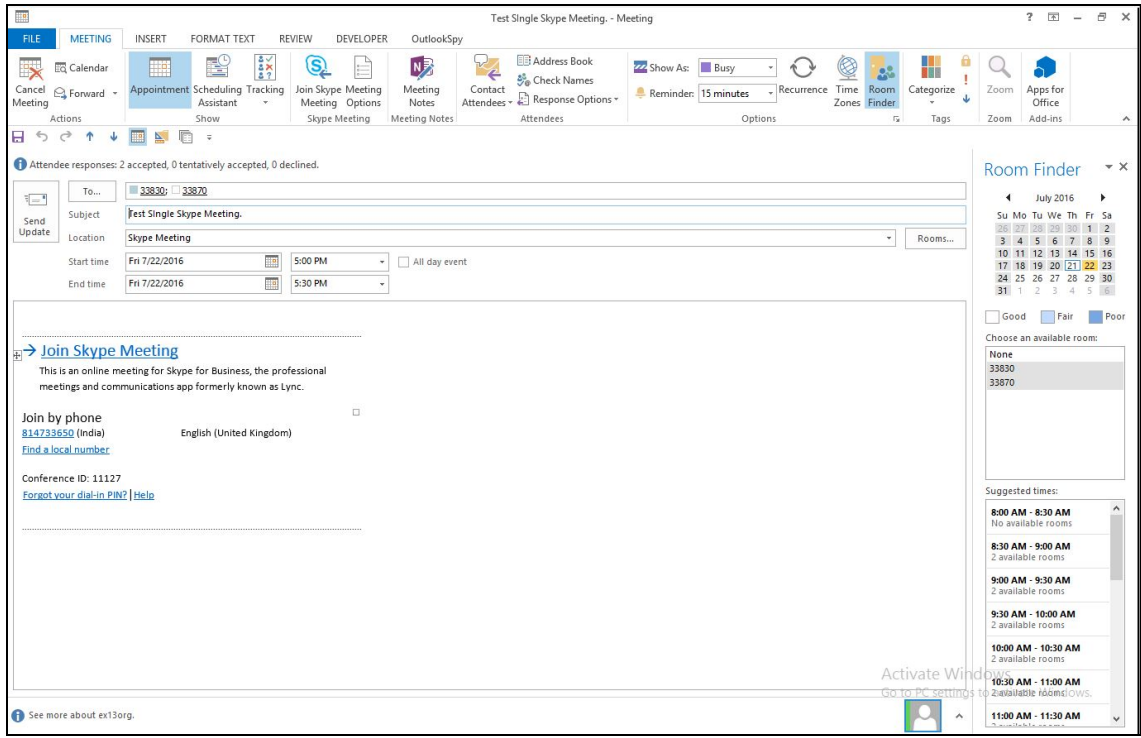 Test SIngle Skype Meeting. - Meeting
FILE MEETING INSERT FORMAT TEXT REVIEW DEVELOPER OutlookSpy
Cancel Meeting
Calendar
Forward
Actions
Appointment
Scheduling Assistant
Tracking
Show
Join Skype Meeting
Meeting Options
Skype Meeting
Meeting Notes
Meeting Notes
Contact Attendees
Address Book
Check Names
Response Options
Attendees
Show As: Busy
Reminder: 15 minutes
Recurrence
Time Zones
Room Finder
Options
Categorize
Tags
Zoom
Zoom
Apps for Office
Add-ins
Attendee responses: 2 accepted, 0 tentatively accepted, 0 declined.
Send Update
To... 33830; 33870
Subject Test SIngle Skype Meeting.
Location Skype Meeting Rooms...
Start time Fri 7/22/2016 5:00 PM All day event
End time Fri 7/22/2016 5:30 PM
→ Join Skype Meeting
This is an online meeting for Skype for Business, the professional
meetings and communications app formerly known as Lync.
Join by phone
814733650 (India) English (United Kingdom)
Find a local number
Conference ID: 11127
Forgot your dial-in PIN? | Help
Room Finder
July 2016
Su Mo Tu We Th Fr Sa
26 27 28 29 30 1 2
3 4 5 6 7 8 9
10 11 12 13 14 15 16
17 18 19 20 21 22 23
24 25 26 27 28 29 30
31 1 2 3 4 5 6
Good Fair Poor
Choose an available room:
None
33830
33870
Suggested times:
8:00 AM - 8:30 AM
No available rooms
8:30 AM - 9:00 AM
2 available rooms
9:00 AM - 9:30 AM
2 available rooms
9:30 AM - 10:00 AM
2 available rooms
10:00 AM - 10:30 AM
2 available rooms
10:30 AM - 11:00 AM
2 available rooms
11:00 AM - 11:30 AM
Activate Windows
Go to PC settings to activate Windows.
See more about ex13org.